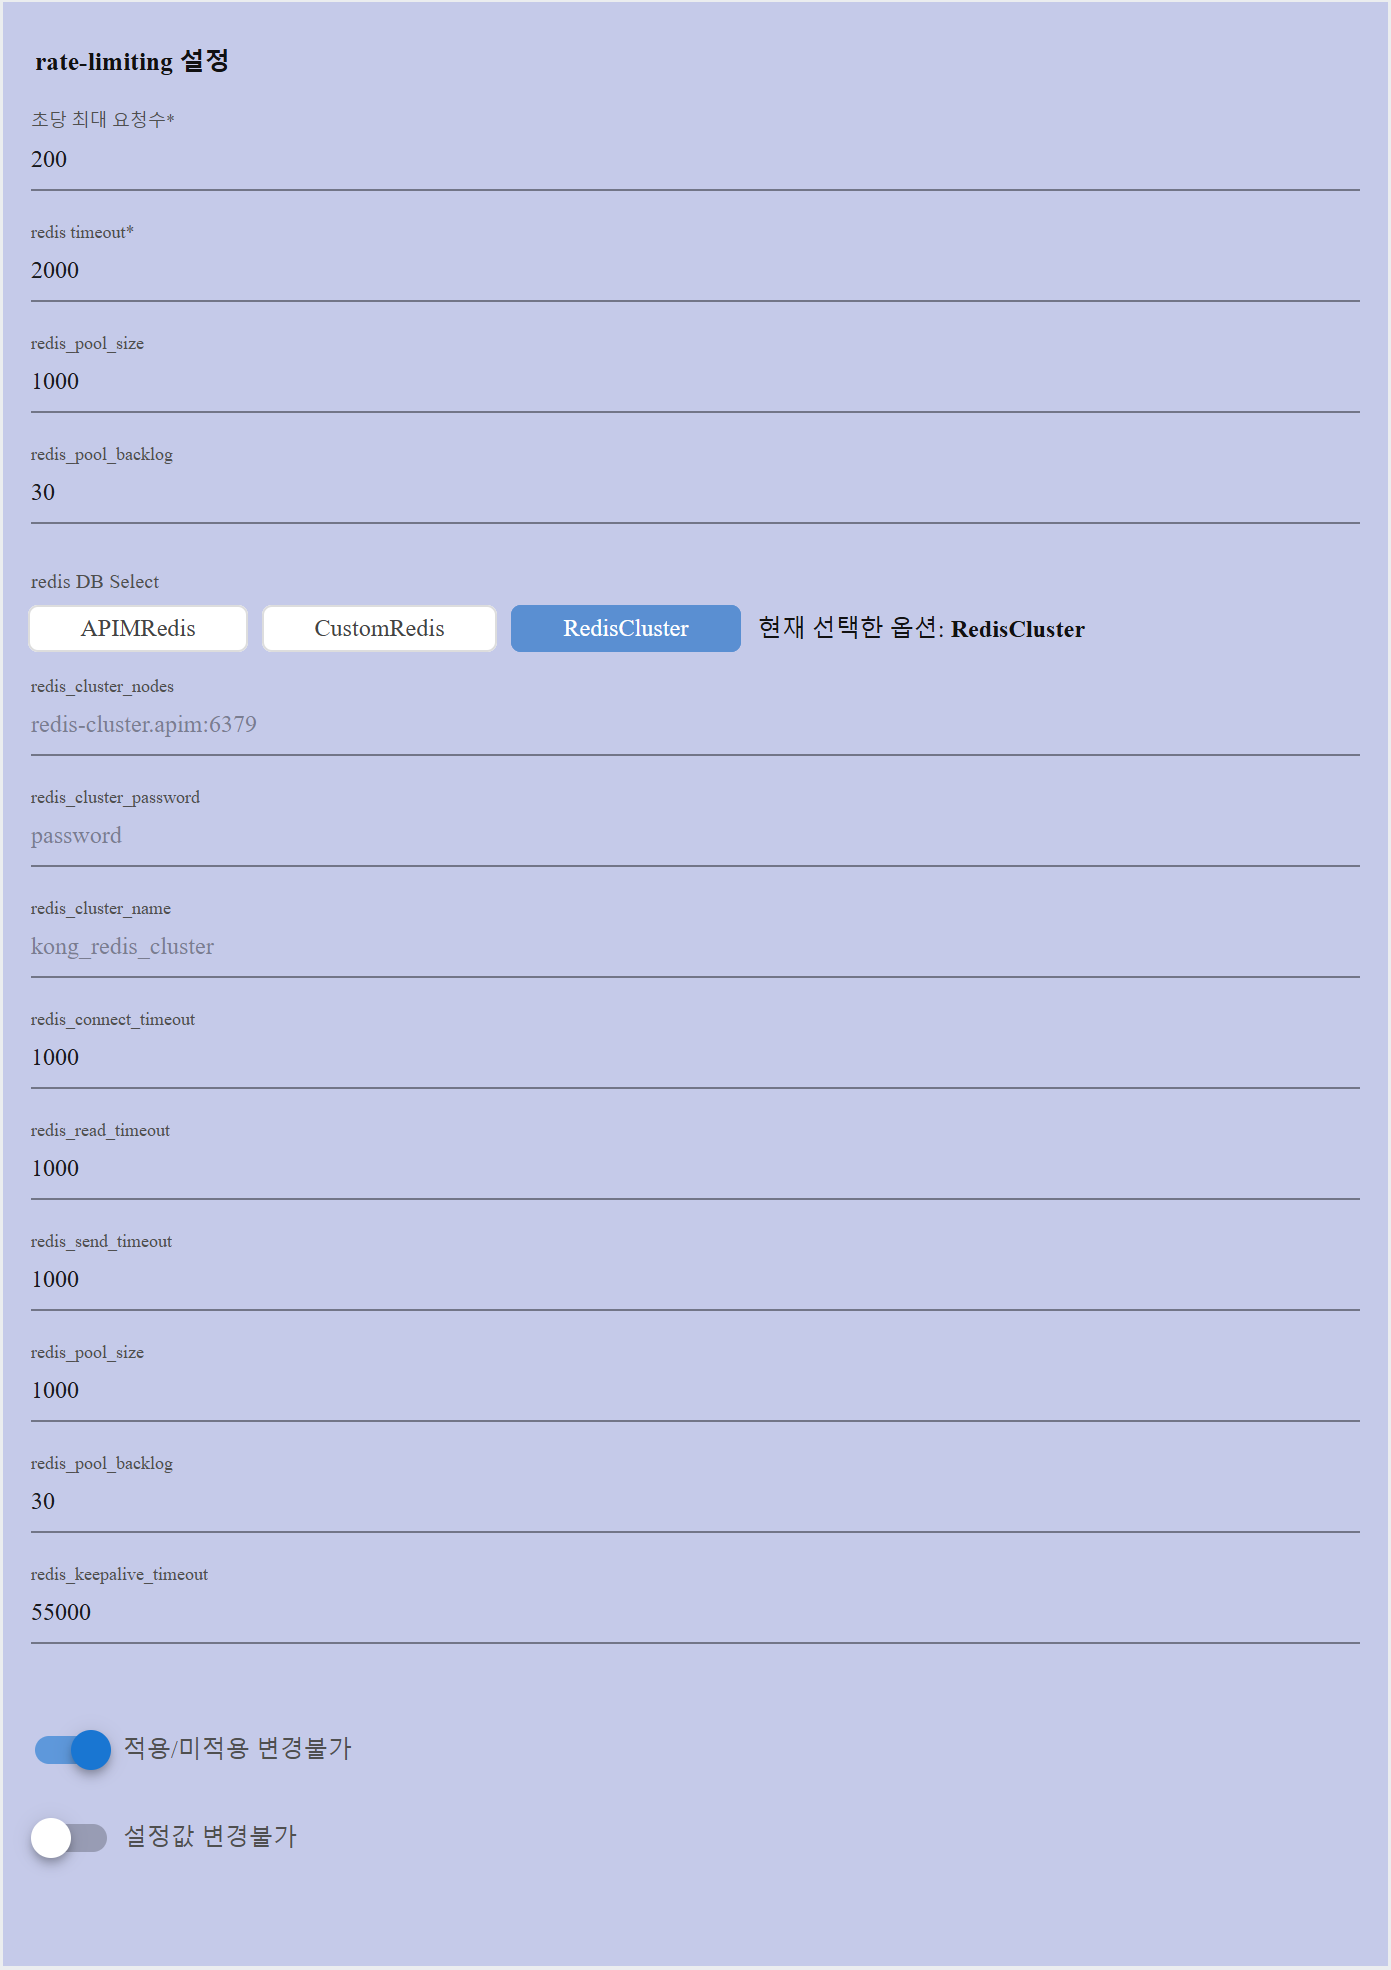 rate-limiting 설정
초당 최대 요청수*
200
redis timeout*
2000
redis_pool_size
1000
redis_pool_backlog
30
redis DB Select
APIMRedis CustomRedis RedisCluster 현재 선택한 옵션: RedisCluster
redis_cluster_nodes
redis-cluster.apim:6379
redis_cluster_password
password
redis_cluster_name
kong_redis_cluster
redis_connect_timeout
1000
redis_read_timeout
1000
redis_send_timeout
1000
redis_pool_size
1000
redis_pool_backlog
30
redis_keepalive_timeout
55000
적용/미적용 변경불가
설정값 변경불가